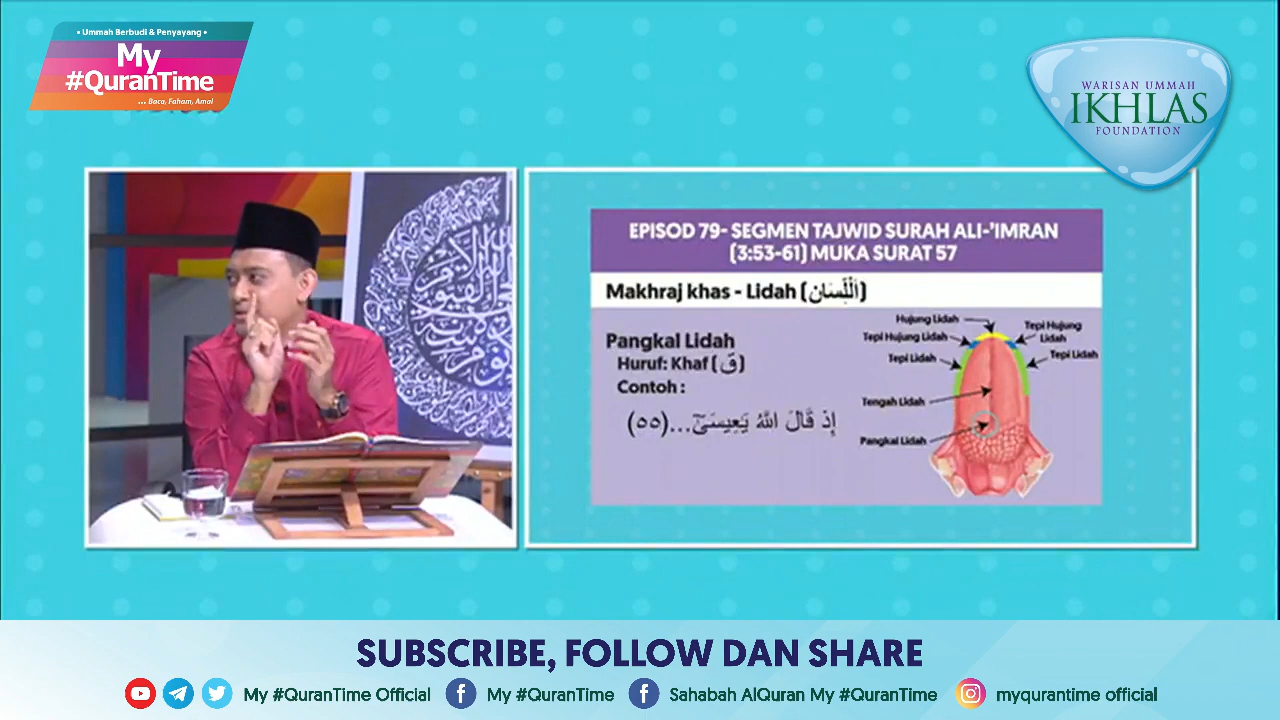 • Ummah Berbudi & Penyayang •
My
#QuranTime
... Baca, Faham, Amal
WARISAN UMMAH
IKHLAS
FOUNDATION
EPISOD 79- SEGMEN TAJWID SURAH ALI-'IMRAN
(3:53-61) MUKA SURAT 57
Makhraj khas - Lidah (اَللِّسَان)
Pangkal Lidah
Huruf: Khaf (ق)
Contoh :
إِذْ قَالَ اللَّهُ يَٰعِيسَىٰٓ...(٥٥)
Hujung Lidah
Tepi Hujung Lidah
Tepi Hujung
Lidah
Tepi Lidah
Tepi Lidah
Tengah Lidah
Pangkal Lidah
SUBSCRIBE, FOLLOW DAN SHARE
My #QuranTime Official
My #QuranTime
Sahabah AlQuran My #QuranTime
myqurantime official